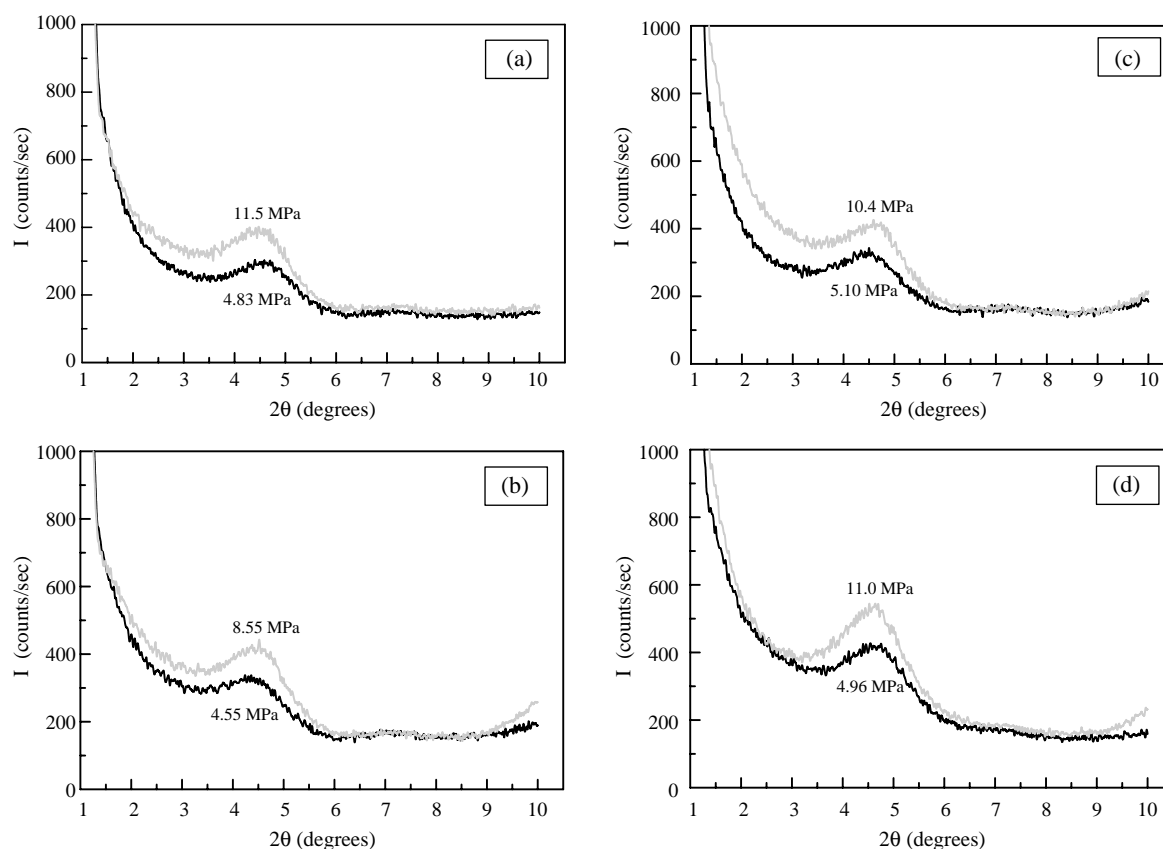 (a)
1000
800
600
400
200
0
I (counts/sec)
11.5 MPa
4.83 MPa
1 2 3 4 5 6 7 8 9 10
2θ (degrees)
(c)
1000
800
600
400
200
0
I (counts/sec)
10.4 MPa
5.10 MPa
1 2 3 4 5 6 7 8 9 10
2θ (degrees)
(b)
1000
800
600
400
200
0
I (counts/sec)
8.55 MPa
4.55 MPa
1 2 3 4 5 6 7 8 9 10
2θ (degrees)
(d)
1000
800
600
400
200
0
I (counts/sec)
11.0 MPa
4.96 MPa
1 2 3 4 5 6 7 8 9 10
2θ (degrees)